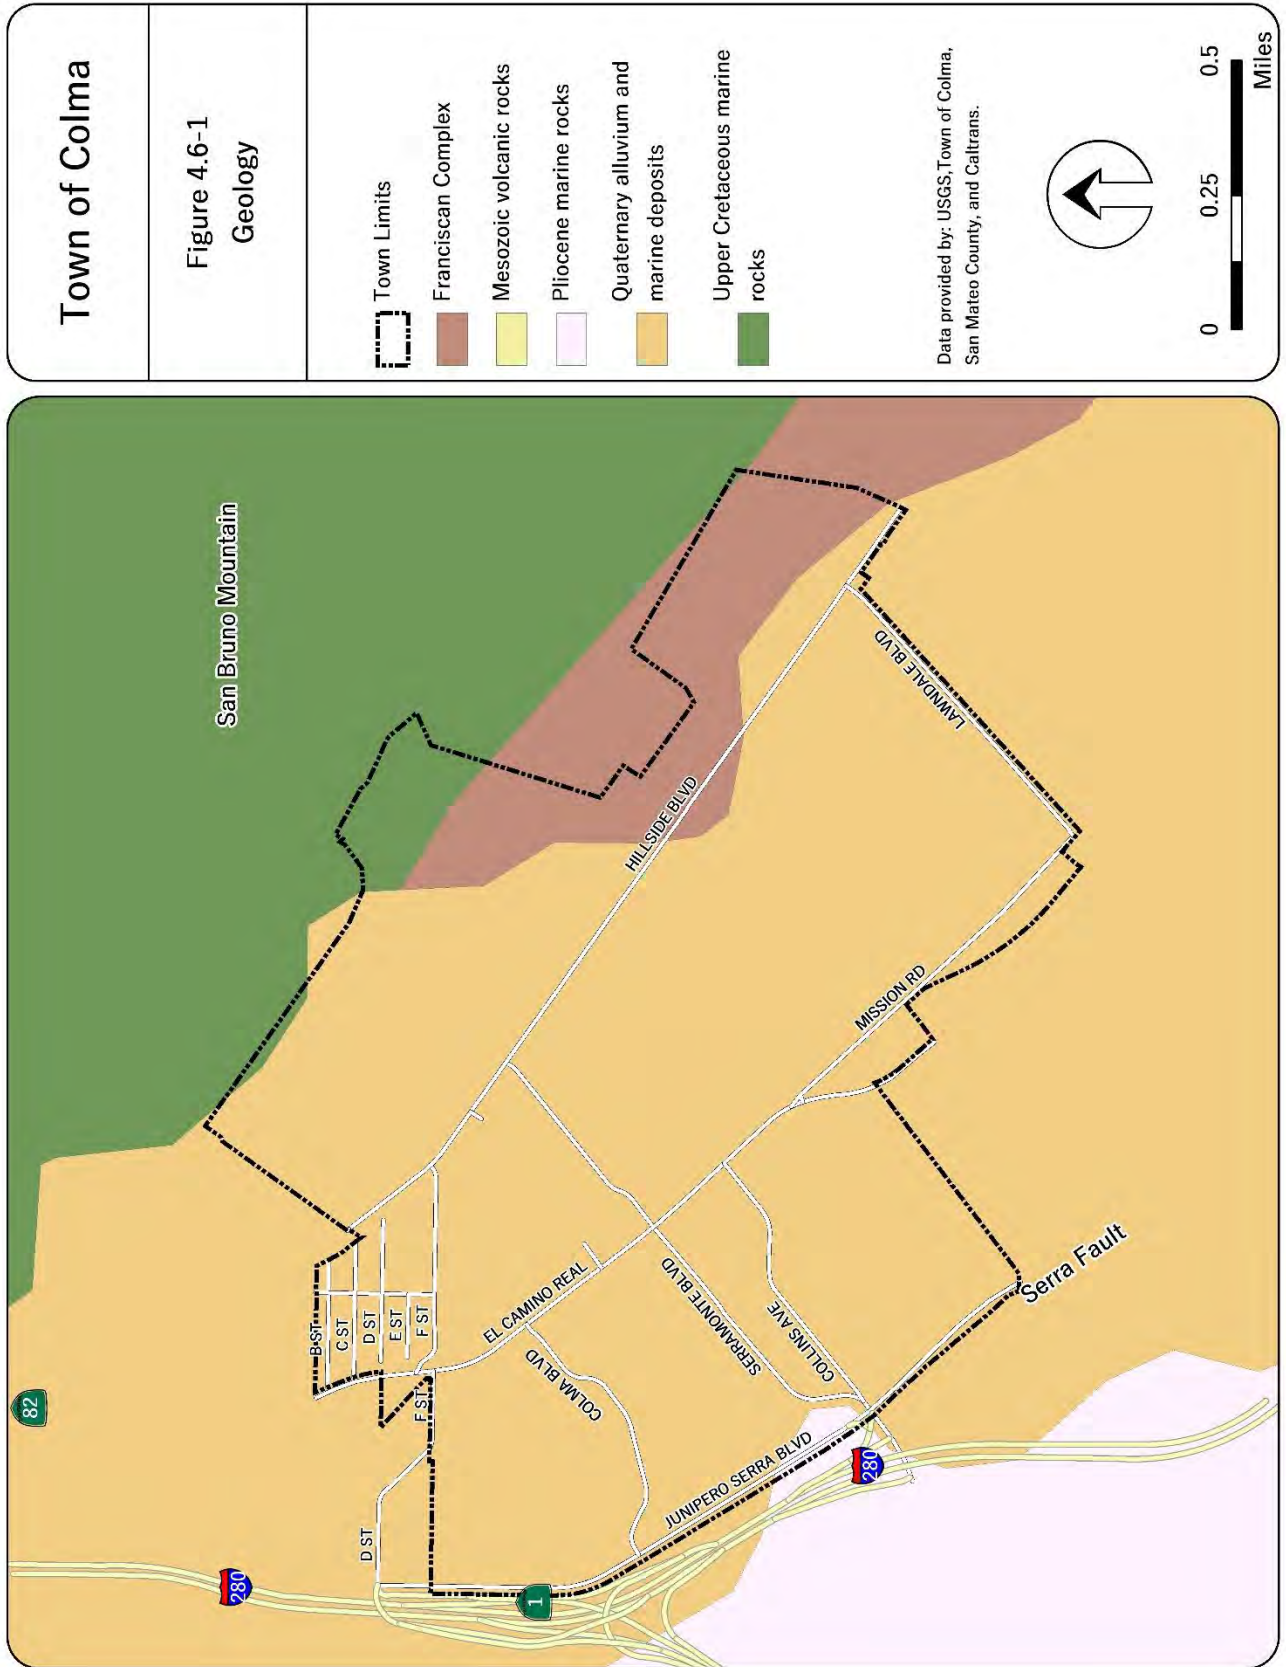 Town of Colma
Figure 4.6-1
Geology
Town Limits
Franciscan Complex
Mesozoic volcanic rocks
Pliocene marine rocks
Quaternary alluvium and
marine deposits
Upper Cretaceous marine
rocks
Data provided by: USGS,Town of Colma,
San Mateo County, and Caltrans.
0 0.25 0.5
Miles
San Bruno Mountain
82
280
B ST
C ST
D ST
E ST
F ST
F ST
D ST
1
EL CAMINO REAL
HILLSIDE BLVD
COLMA BLVD
SERRAMONTE BLVD
COLLINS AVE
JUNIPERO SERRA BLVD
280
MISSION RD
LAWNDALE BLVD
Serra Fault